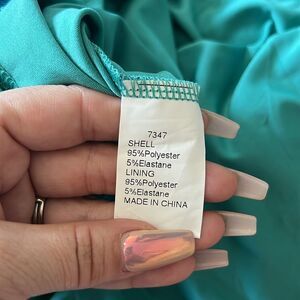 7347
SHELL
95%Polyester
5%Elastane
LINING
95%Polyester
5%Elastane
MADE IN CHINA